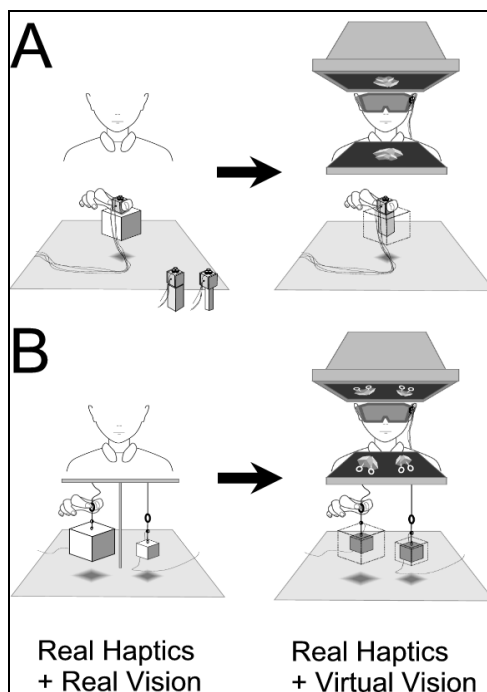 A
B
Real Haptics
+ Real Vision
Real Haptics
+ Virtual Vision